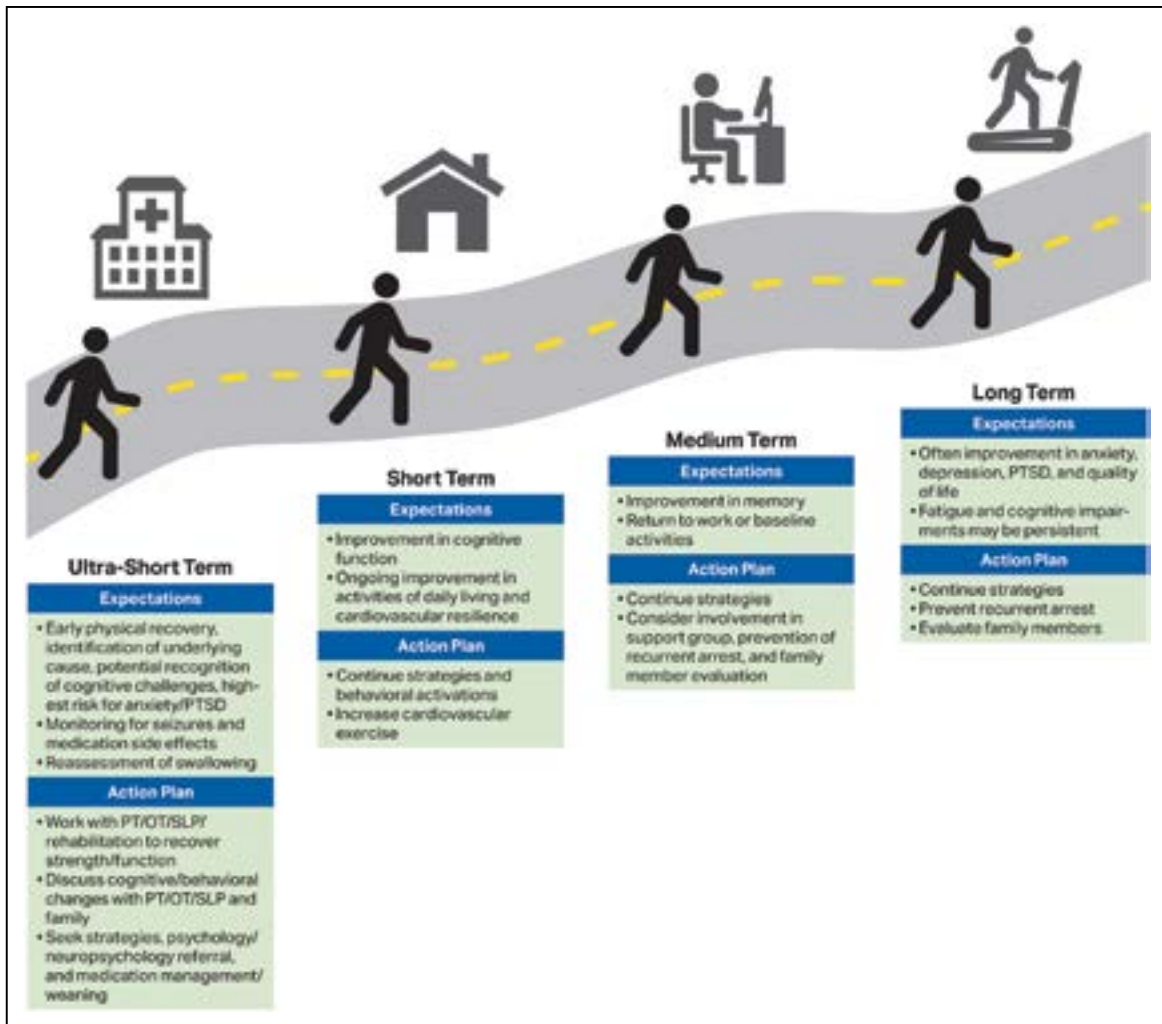 Ultra-Short Term
Expectations
• Early physical recovery,
identification of underlying
cause, potential recognition
of cognitive challenges, high-
est risk for anxiety/PTSD
• Monitoring for seizures and
medication side effects
• Reassessment of swallowing
Action Plan
• Work with PT/OT/SLP/
rehabilitation to recover
strength/function
• Discuss cognitive/behavioral
changes with PT/OT/SLP and
family
• Seek strategies, psychology/
neuropsychology referral,
and medication management/
weaning
Short Term
Expectations
• Improvement in cognitive
function
• Ongoing improvement in
activities of daily living and
cardiovascular resilience
Action Plan
• Continue strategies and
behavioral activations
• Increase cardiovascular
exercise
Medium Term
Expectations
• Improvement in memory
• Return to work or baseline
activities
Action Plan
• Continue strategies
• Consider involvement in
support group, prevention of
recurrent arrest, and family
member evaluation
Long Term
Expectations
• Often improvement in anxiety,
depression, PTSD, and quality
of life
• Fatigue and cognitive impair-
ments may be persistent
Action Plan
• Continue strategies
• Prevent recurrent arrest
• Evaluate family members